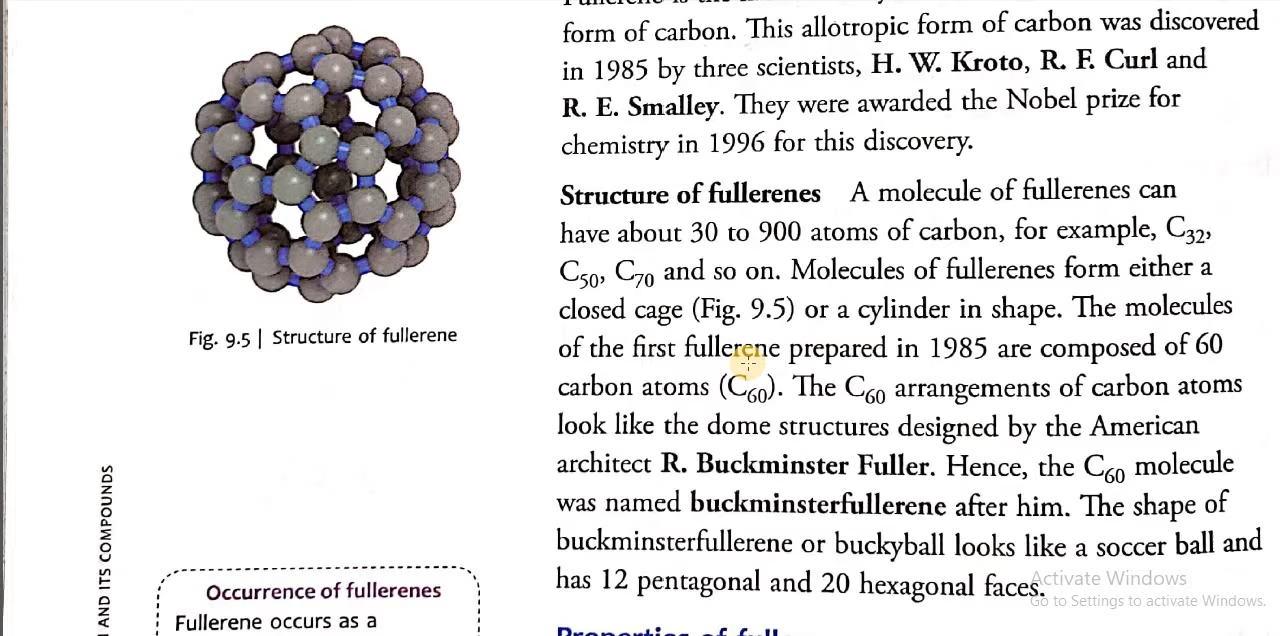 form of carbon. This allotropic form of carbon was discovered
in 1985 by three scientists, H. W. Kroto, R. F. Curl and
R. E. Smalley. They were awarded the Nobel prize for
chemistry in 1996 for this discovery.
Structure of fullerenes A molecule of fullerenes can
have about 30 to 900 atoms of carbon, for example, C32,
C50, C70 and so on. Molecules of fullerenes form either a
closed cage (Fig. 9.5) or a cylinder in shape. The molecules
of the first fullerene prepared in 1985 are composed of 60
carbon atoms (C60). The C60 arrangements of carbon atoms
look like the dome structures designed by the American
architect R. Buckminster Fuller. Hence, the C60 molecule
was named buckminsterfullerene after him. The shape of
buckminsterfullerene or buckyball looks like a soccer ball and
has 12 pentagonal and 20 hexagonal faces.
Fig. 9.5 | Structure of fullerene
AND ITS COMPOUNDS
Occurrence of fullerenes
Fullerene occurs as a
Activate Windows
Go to Settings to activate Windows.